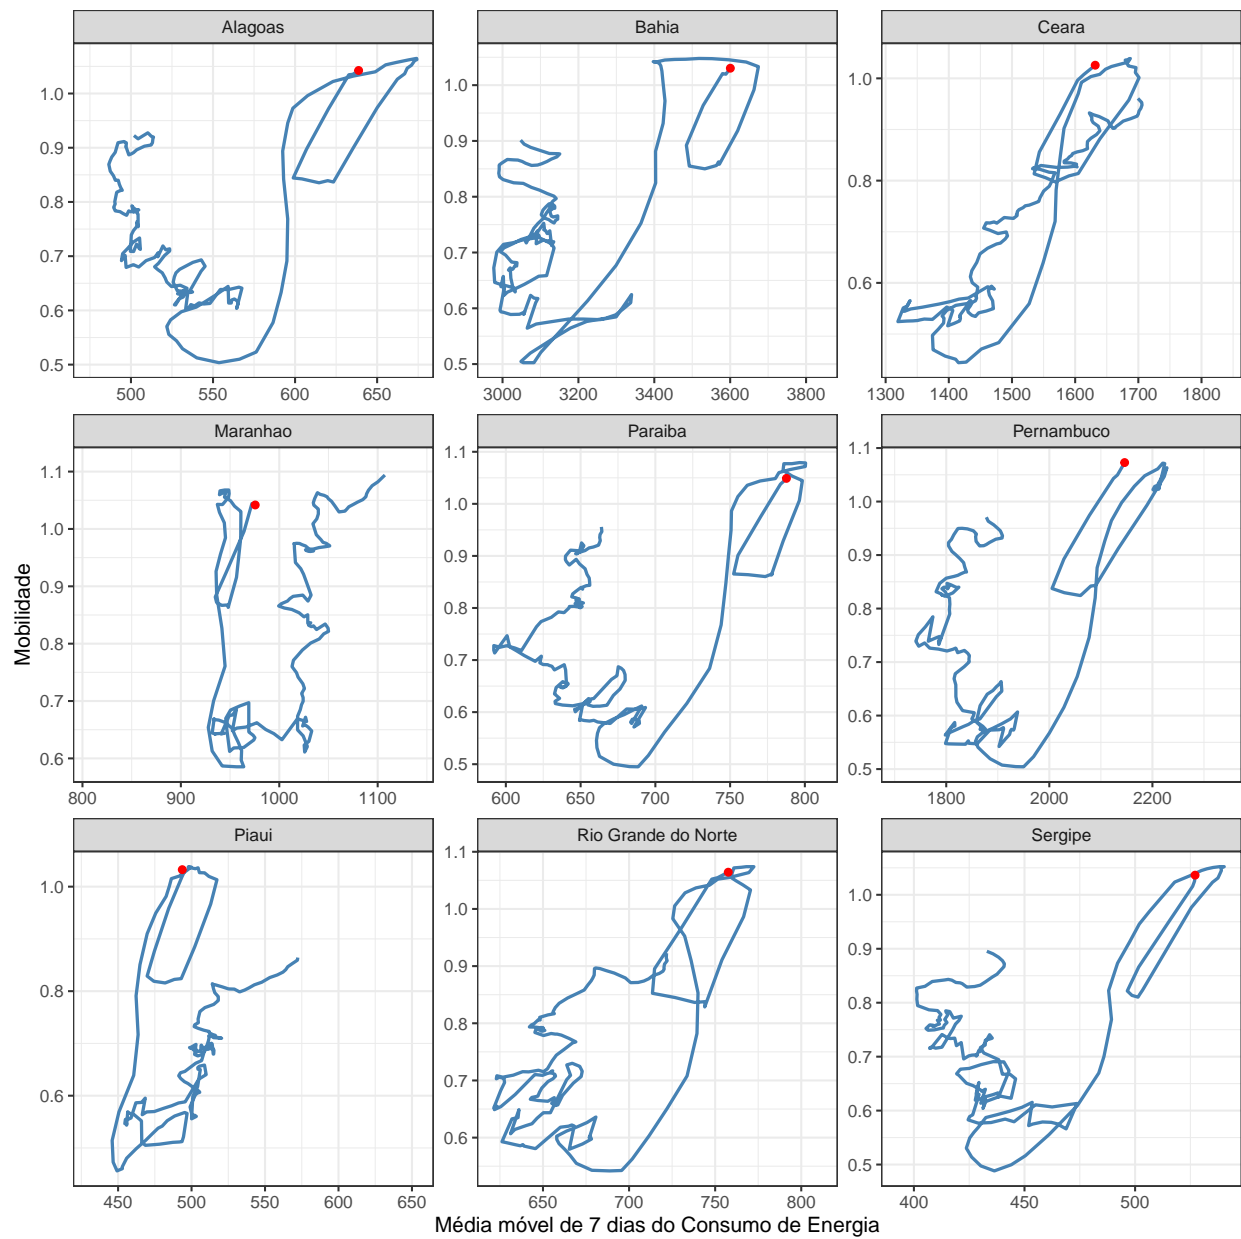 Alagoas Bahia Ceara
1.0 1.0 1.0
0.9 0.9
0.8 0.8 0.8
0.7 0.7
0.6 0.6 0.6
0.5 0.5
500 550 600 650 3000 3200 3400 3600 3800 1300 1400 1500 1600 1700 1800
Maranhao Paraiba Pernambuco
1.1 1.1 1.1
1.0 1.0 1.0
0.9 0.9 0.9
0.8 0.8 0.8
0.7 0.7 0.7
0.6 0.6 0.6
0.5 0.5
800 900 1000 1100 600 650 700 750 800 1800 2000 2200
Mobilidade
Piaui Rio Grande do Norte Sergipe
1.1
1.0 1.0 1.0
0.9 0.9
0.8 0.8 0.8
0.7 0.7
0.6 0.6 0.6
0.5
450 500 550 600 650 650 700 750 800 400 450 500
Média móvel de 7 dias do Consumo de Energia